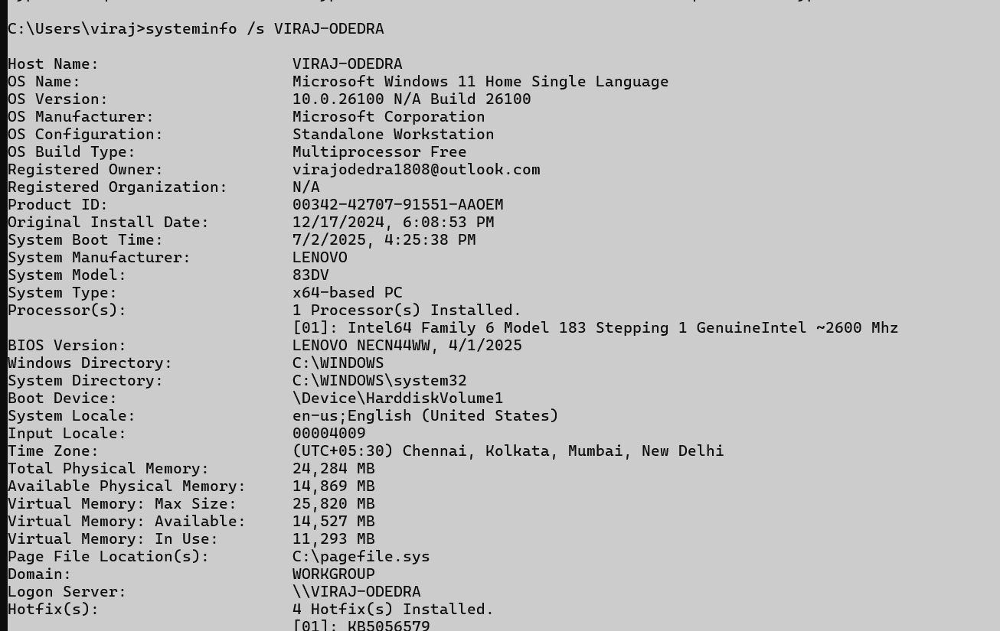 C:\Users\viraj>systeminfo /s VIRAJ-ODEDRA
Host Name: VIRAJ-ODEDRA
OS Name: Microsoft Windows 11 Home Single Language
OS Version: 10.0.26100 N/A Build 26100
OS Manufacturer: Microsoft Corporation
OS Configuration: Standalone Workstation
OS Build Type: Multiprocessor Free
Registered Owner: virajodedra1808@outlook.com
Registered Organization: N/A
Product ID: 00342-42707-91551-AAOEM
Original Install Date: 12/17/2024, 6:08:53 PM
System Boot Time: 7/2/2025, 4:25:38 PM
System Manufacturer: LENOVO
System Model: 83DV
System Type: x64-based PC
Processor(s): 1 Processor(s) Installed.
[01]: Intel64 Family 6 Model 183 Stepping 1 GenuineIntel ~2600 Mhz
BIOS Version: LENOVO NECN44WW, 4/1/2025
Windows Directory: C:\WINDOWS
System Directory: C:\WINDOWS\system32
Boot Device: \Device\HarddiskVolume1
System Locale: en-us;English (United States)
Input Locale: 00004009
Time Zone: (UTC+05:30) Chennai, Kolkata, Mumbai, New Delhi
Total Physical Memory: 24,284 MB
Available Physical Memory: 14,869 MB
Virtual Memory: Max Size: 25,820 MB
Virtual Memory: Available: 14,527 MB
Virtual Memory: In Use: 11,293 MB
Page File Location(s): C:\pagefile.sys
Domain: WORKGROUP
Logon Server: \\VIRAJ-ODEDRA
Hotfix(s): 4 Hotfix(s) Installed.
[01]: KB5056579